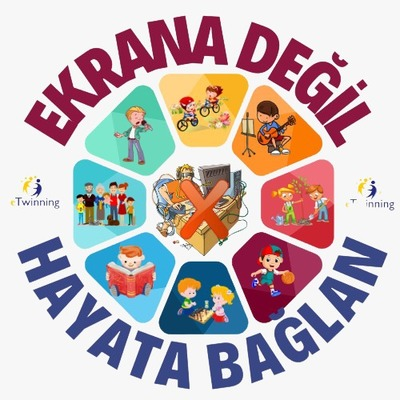 EKRANA DEĞİL
eTwinning
eTwinning
HAYATA BAĞLAN